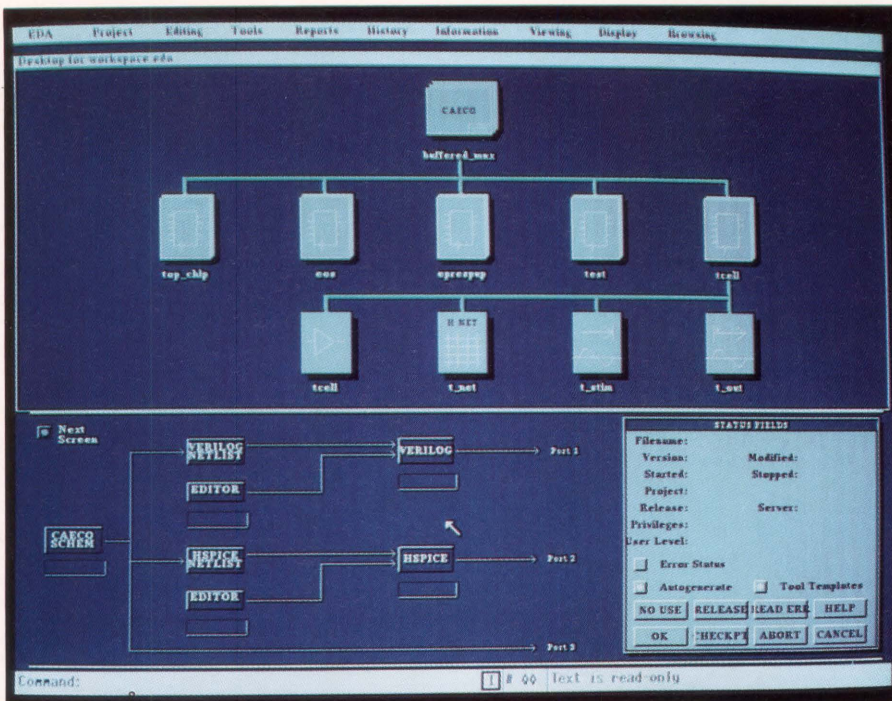 EDA Project Editing Tools Reports History Information Viewing Display Browsing
Desktop for workspace.eda
CAECO
buffered_mux
top_chip eos eprespup test tcell
H NET
tcell t_net t_stim t_out
Next
Screen
VERILOG
NETLIST
VERILOG
Port 1
EDITOR
CAECO
SCHEM
HSPICE
NETLIST
HSPICE
Port 2
EDITOR
Port 3
STATUS FIELDS
Filename:
Version: Modified:
Started: Stopped:
Project:
Release: Server:
Privileges:
User Level:
Error Status
Autogenerate Tool Templates
NO USE RELEASE READ ERR HELP
OK CHECKPT ABORT CANCEL
Command:
Text is read-only